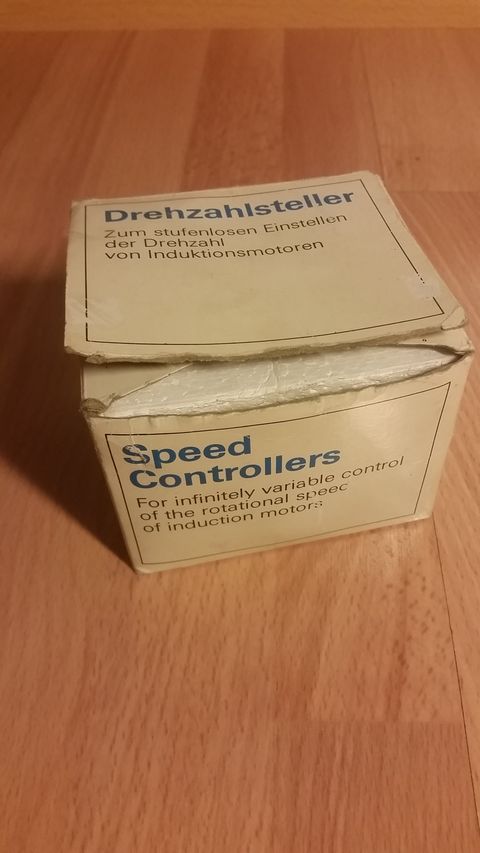 Drehzahlsteller
Zum stufenlosen Einstellen
der Drehzahl
von Induktionsmotoren
Speed
Controllers
For infinitely variable control
of the rotational speed
of induction motors